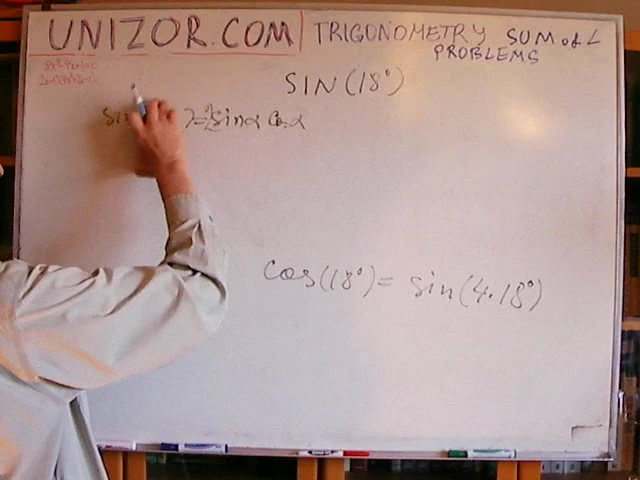 UNIZOR.COM | TRIGONOMETRY SUM of ∠
PROBLEMS
SIN(18°)
)=2sinα Cosα
cos(18°)= sin(4·18°)